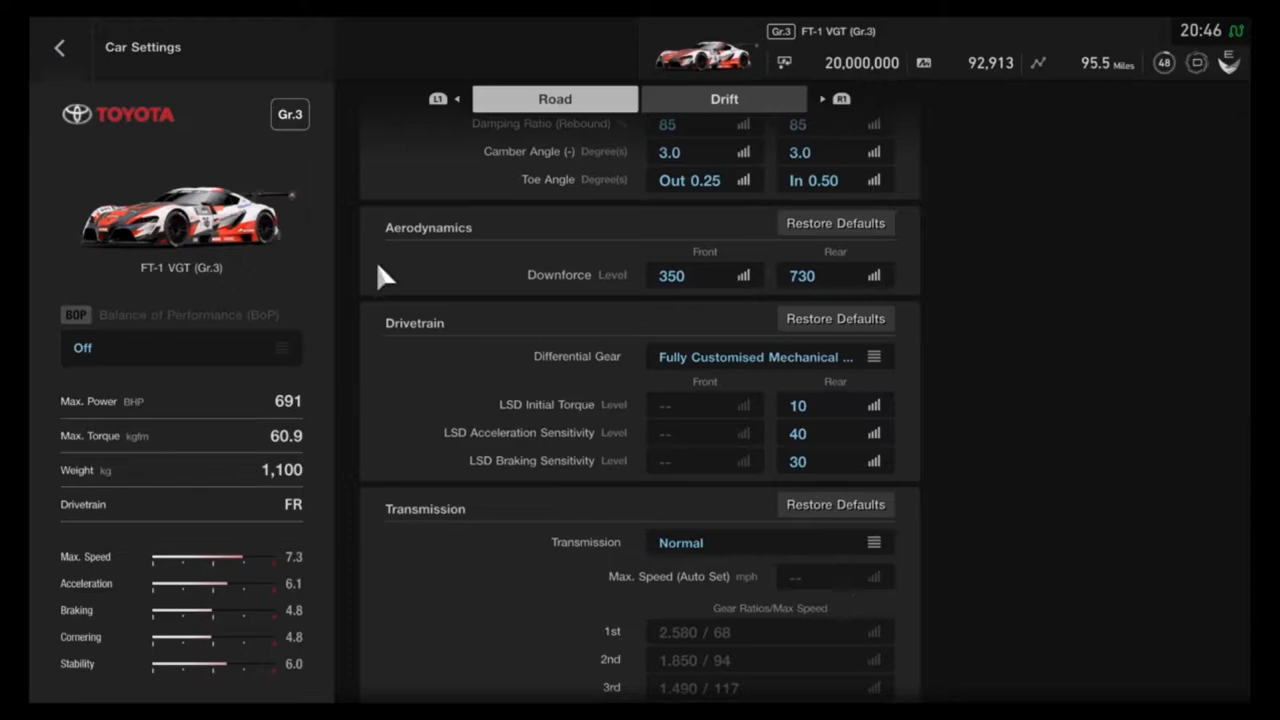 Car Settings
Gr.3 FT-1 VGT (Gr.3)
20:46
20,000,000 92,913 95.5 Miles 48 E
TOYOTA Gr.3
FT-1 VGT (Gr.3)
BOP Balance of Performance (BoP)
Off
Max. Power BHP 691
Max. Torque kgfm 60.9
Weight kg 1,100
Drivetrain FR
Max. Speed 7.3
Acceleration 6.1
Braking 4.8
Cornering 4.8
Stability 6.0
L1 Road Drift R1
Damping Ratio (Rebound) % 85 85
Camber Angle (-) Degree(s) 3.0 3.0
Toe Angle Degree(s) Out 0.25 In 0.50
Aerodynamics Restore Defaults
Front Rear
Downforce Level 350 730
Drivetrain Restore Defaults
Differential Gear Fully Customised Mechanical ...
Front Rear
LSD Initial Torque Level -- 10
LSD Acceleration Sensitivity Level -- 40
LSD Braking Sensitivity Level -- 30
Transmission Restore Defaults
Transmission Normal
Max. Speed (Auto Set) mph --
Gear Ratios/Max Speed
1st 2.580 / 68
2nd 1.850 / 94
3rd 1.490 / 117